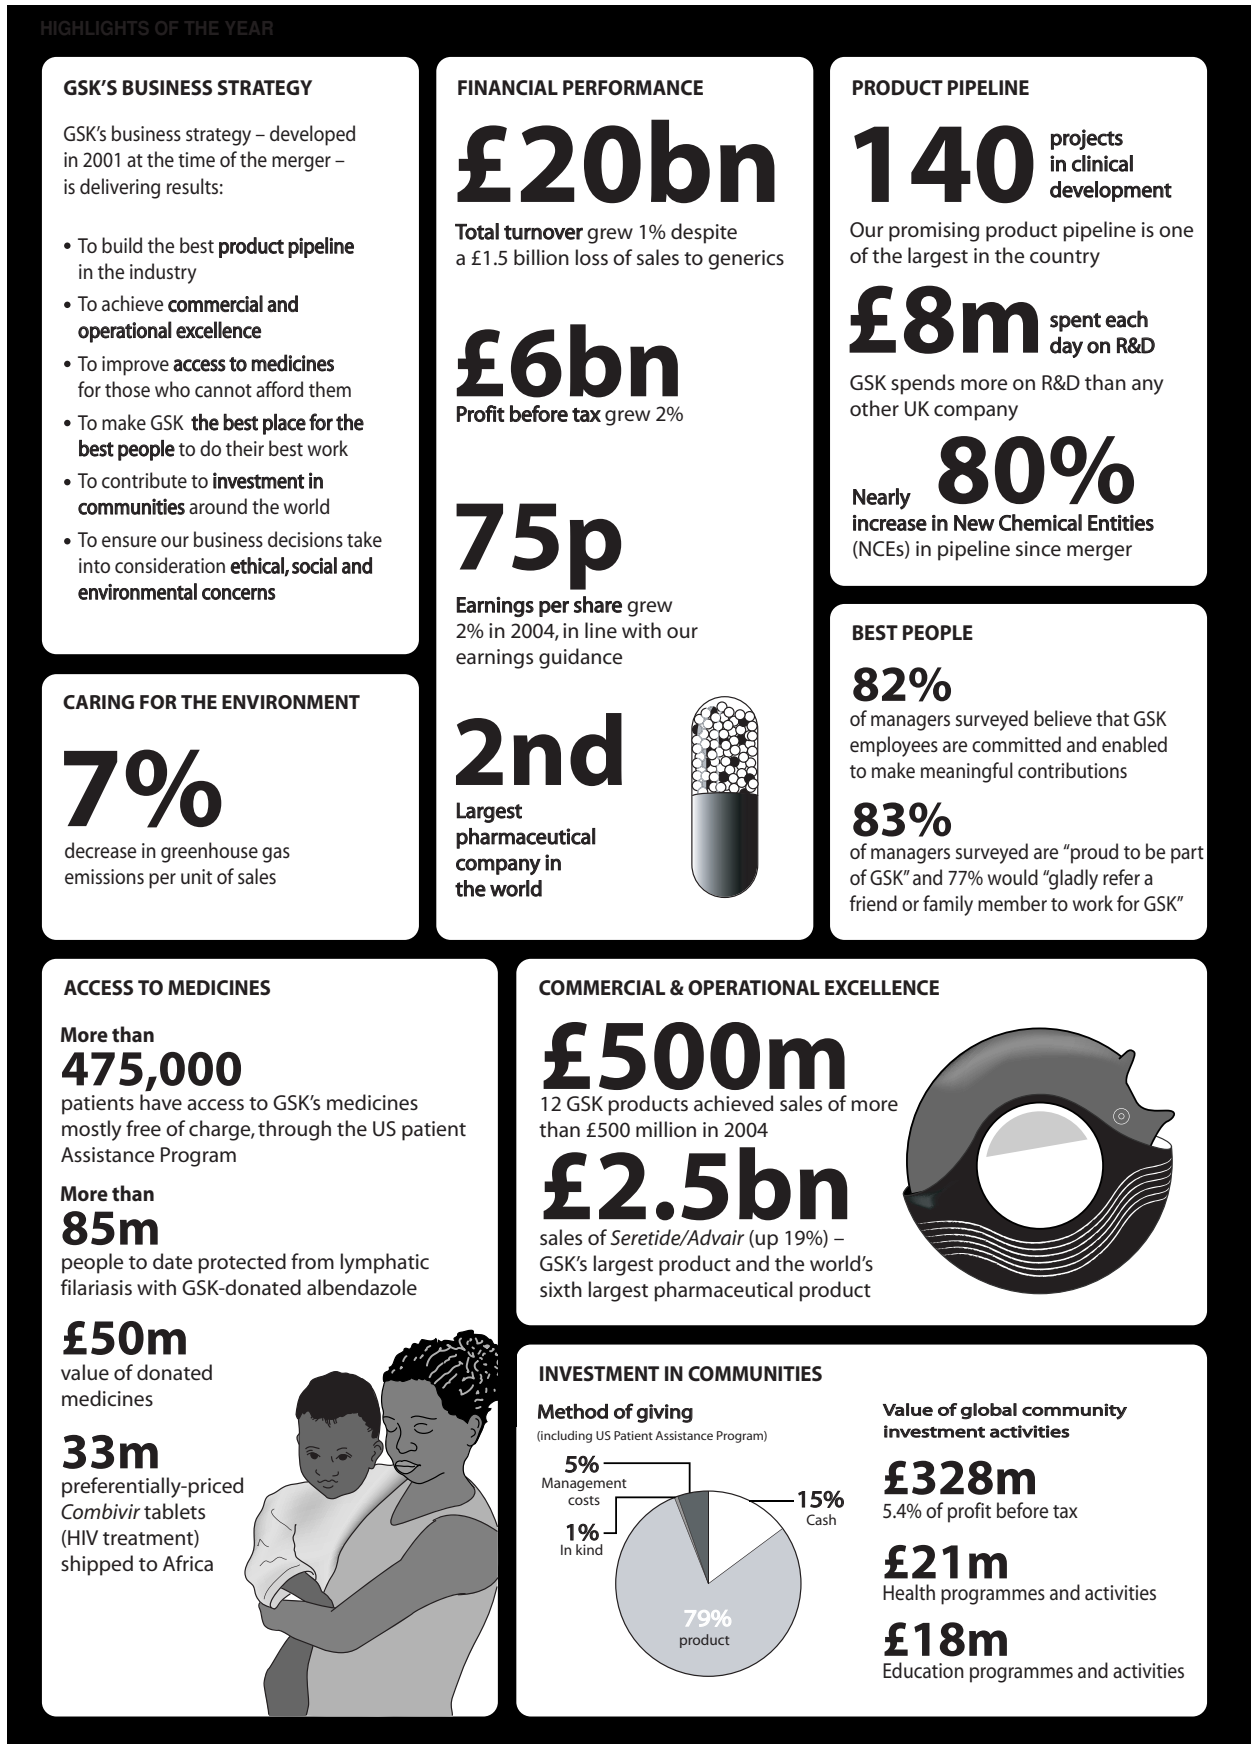 HIGHLIGHTS OF THE YEAR
GSK'S BUSINESS STRATEGY
GSK's business strategy – developed
in 2001 at the time of the merger –
is delivering results:
• To build the best product pipeline
in the industry
• To achieve commercial and
operational excellence
• To improve access to medicines
for those who cannot afford them
• To make GSK the best place for the
best people to do their best work
• To contribute to investment in
communities around the world
• To ensure our business decisions take
into consideration ethical, social and
environmental concerns
CARING FOR THE ENVIRONMENT
7%
decrease in greenhouse gas
emissions per unit of sales
FINANCIAL PERFORMANCE
£20bn
Total turnover grew 1% despite
a £1.5 billion loss of sales to generics
£6bn
Profit before tax grew 2%
75p
Earnings per share grew
2% in 2004, in line with our
earnings guidance
2nd
Largest
pharmaceutical
company in
the world
PRODUCT PIPELINE
140
projects
in clinical
development
Our promising product pipeline is one
of the largest in the country
£8m
spent each
day on R&D
GSK spends more on R&D than any
other UK company
Nearly 80%
increase in New Chemical Entities
(NCEs) in pipeline since merger
BEST PEOPLE
82%
of managers surveyed believe that GSK
employees are committed and enabled
to make meaningful contributions
83%
of managers surveyed are “proud to be part
of GSK” and 77% would “gladly refer a
friend or family member to work for GSK”
ACCESS TO MEDICINES
More than
475,000
patients have access to GSK's medicines
mostly free of charge, through the US patient
Assistance Program
More than
85m
people to date protected from lymphatic
filariasis with GSK-donated albendazole
£50m
value of donated
medicines
33m
preferentially-priced
Combivir tablets
(HIV treatment)
shipped to Africa
COMMERCIAL & OPERATIONAL EXCELLENCE
£500m
12 GSK products achieved sales of more
than £500 million in 2004
£2.5bn
sales of Seretide/Advair (up 19%) –
GSK's largest product and the world's
sixth largest pharmaceutical product
INVESTMENT IN COMMUNITIES
Method of giving
(including US Patient Assistance Program)
5%
Management
costs
1%
In kind
15%
Cash
79%
product
Value of global community
investment activities
£328m
5.4% of profit before tax
£21m
Health programmes and activities
£18m
Education programmes and activities